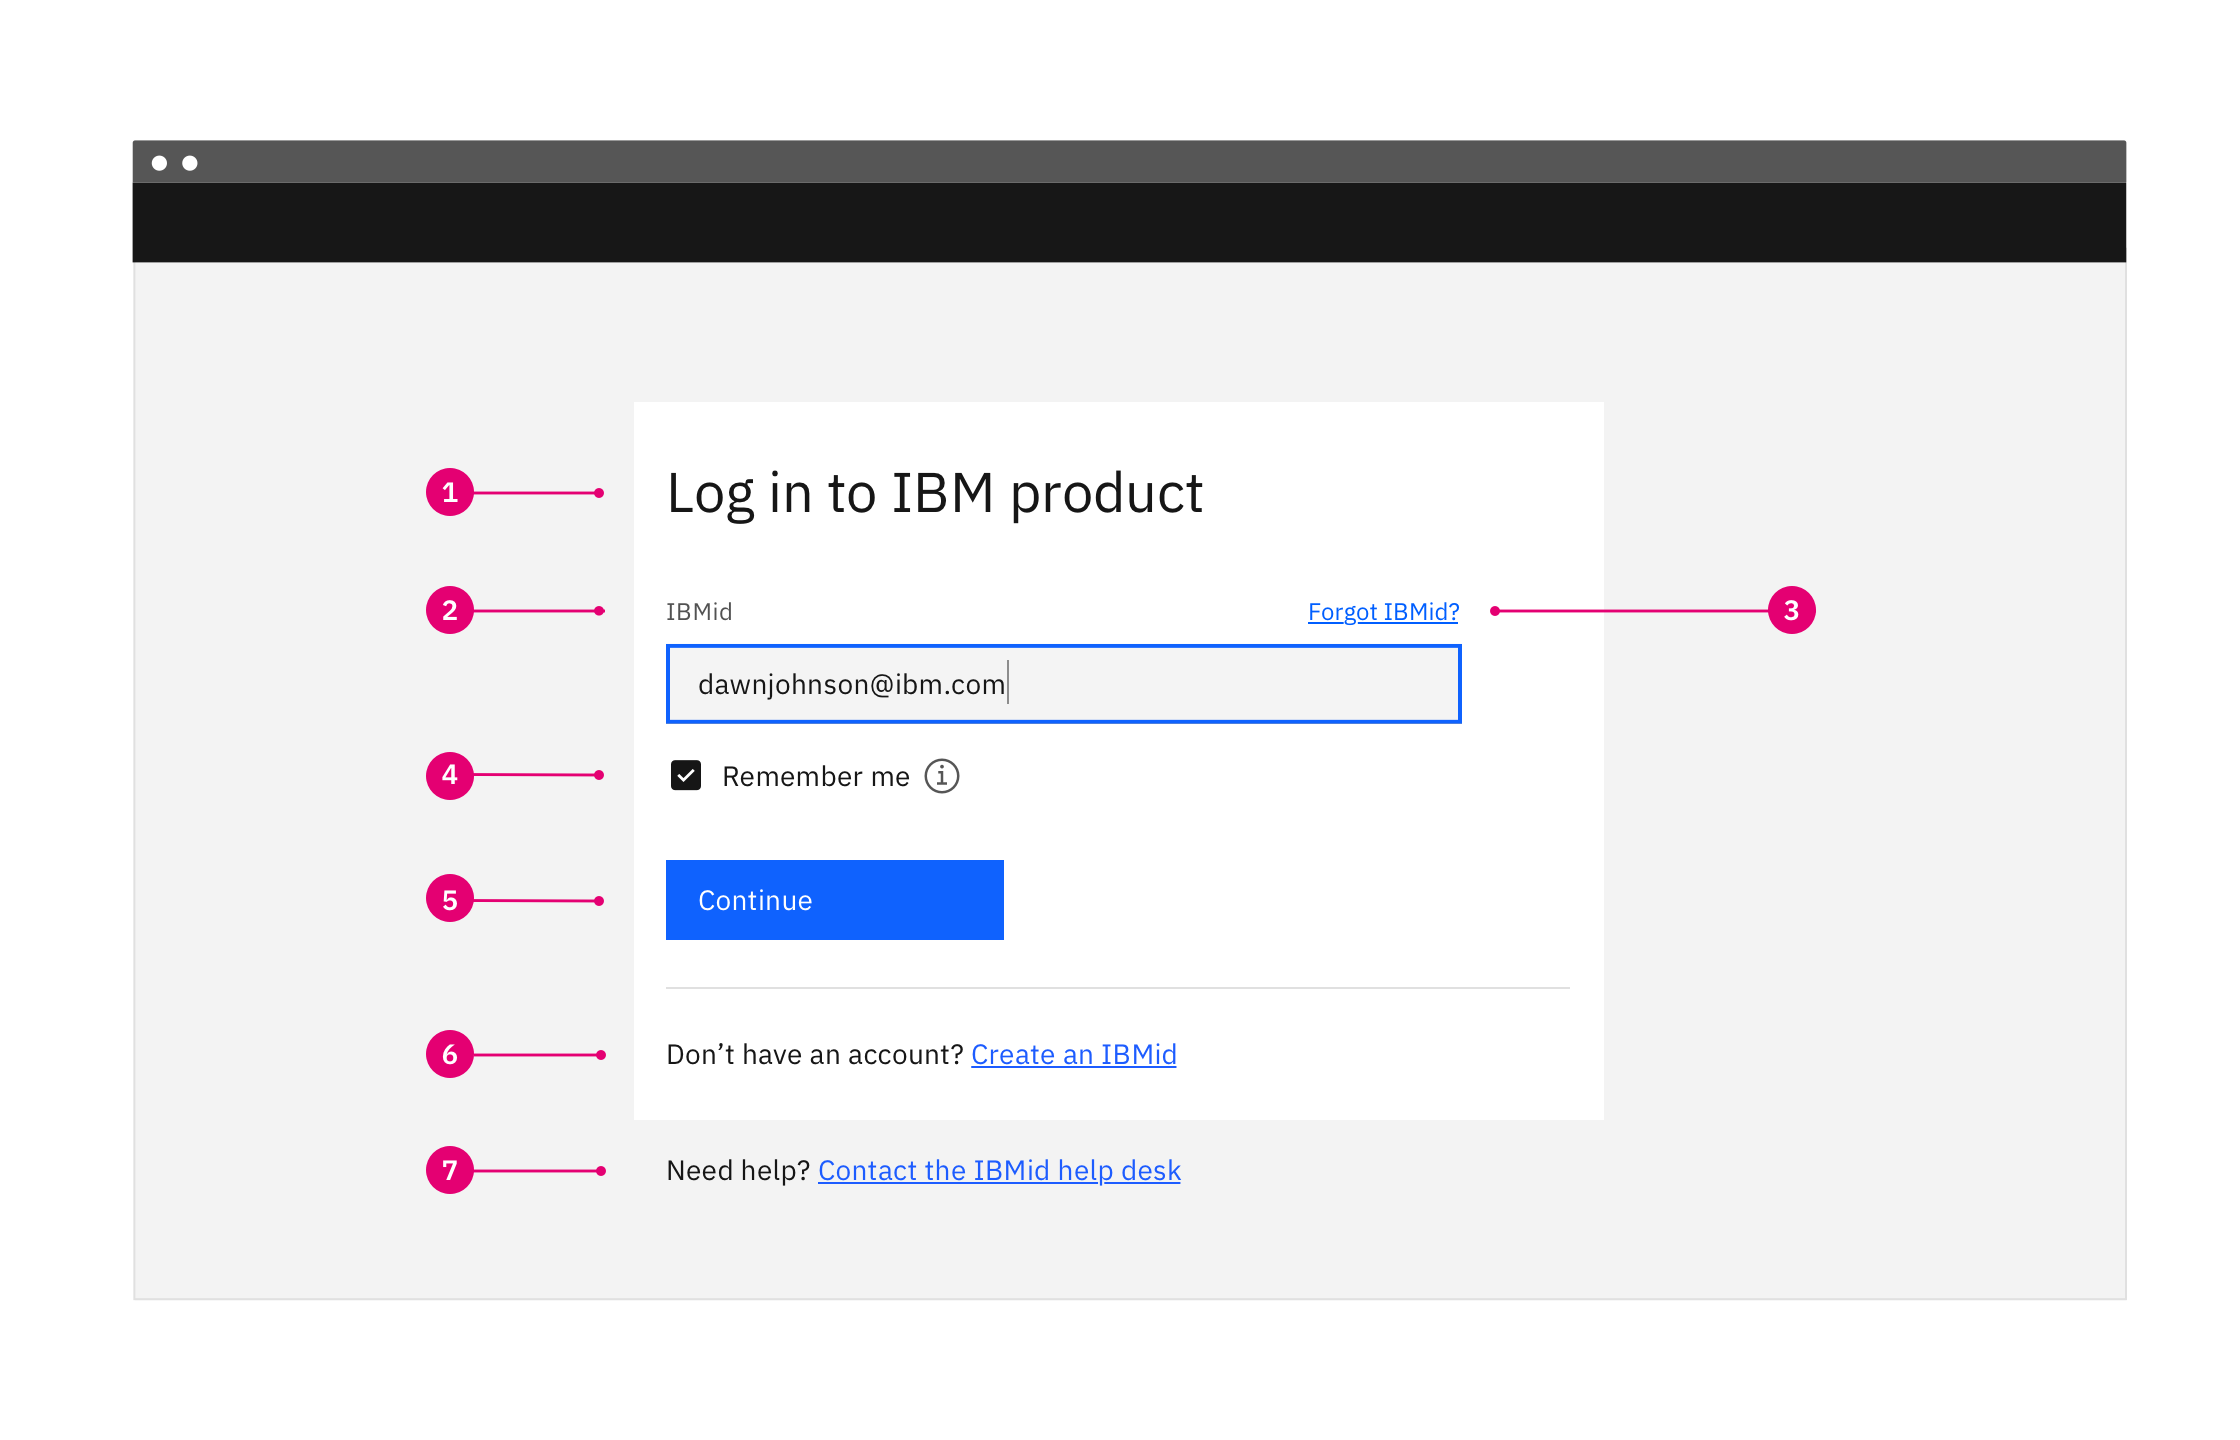 1 Log in to IBM product
2 IBMid Forgot IBMid? 3
dawnjohnson@ibm.com
4 Remember me i
5 Continue
6 Don’t have an account? Create an IBMid
7 Need help? Contact the IBMid help desk